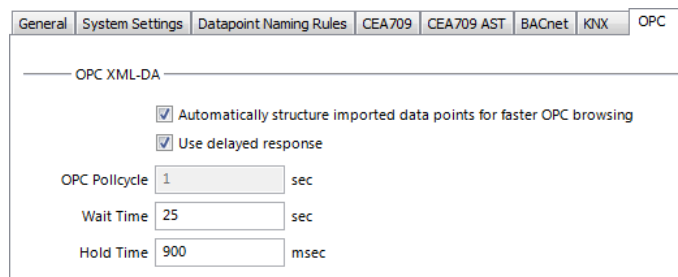 General System Settings Datapoint Naming Rules CEA709 CEA709 AST BACnet KNX OPC
OPC XML-DA
Automatically structure imported data points for faster OPC browsing
Use delayed response
OPC Pollcycle 1 sec
Wait Time 25 sec
Hold Time 900 msec